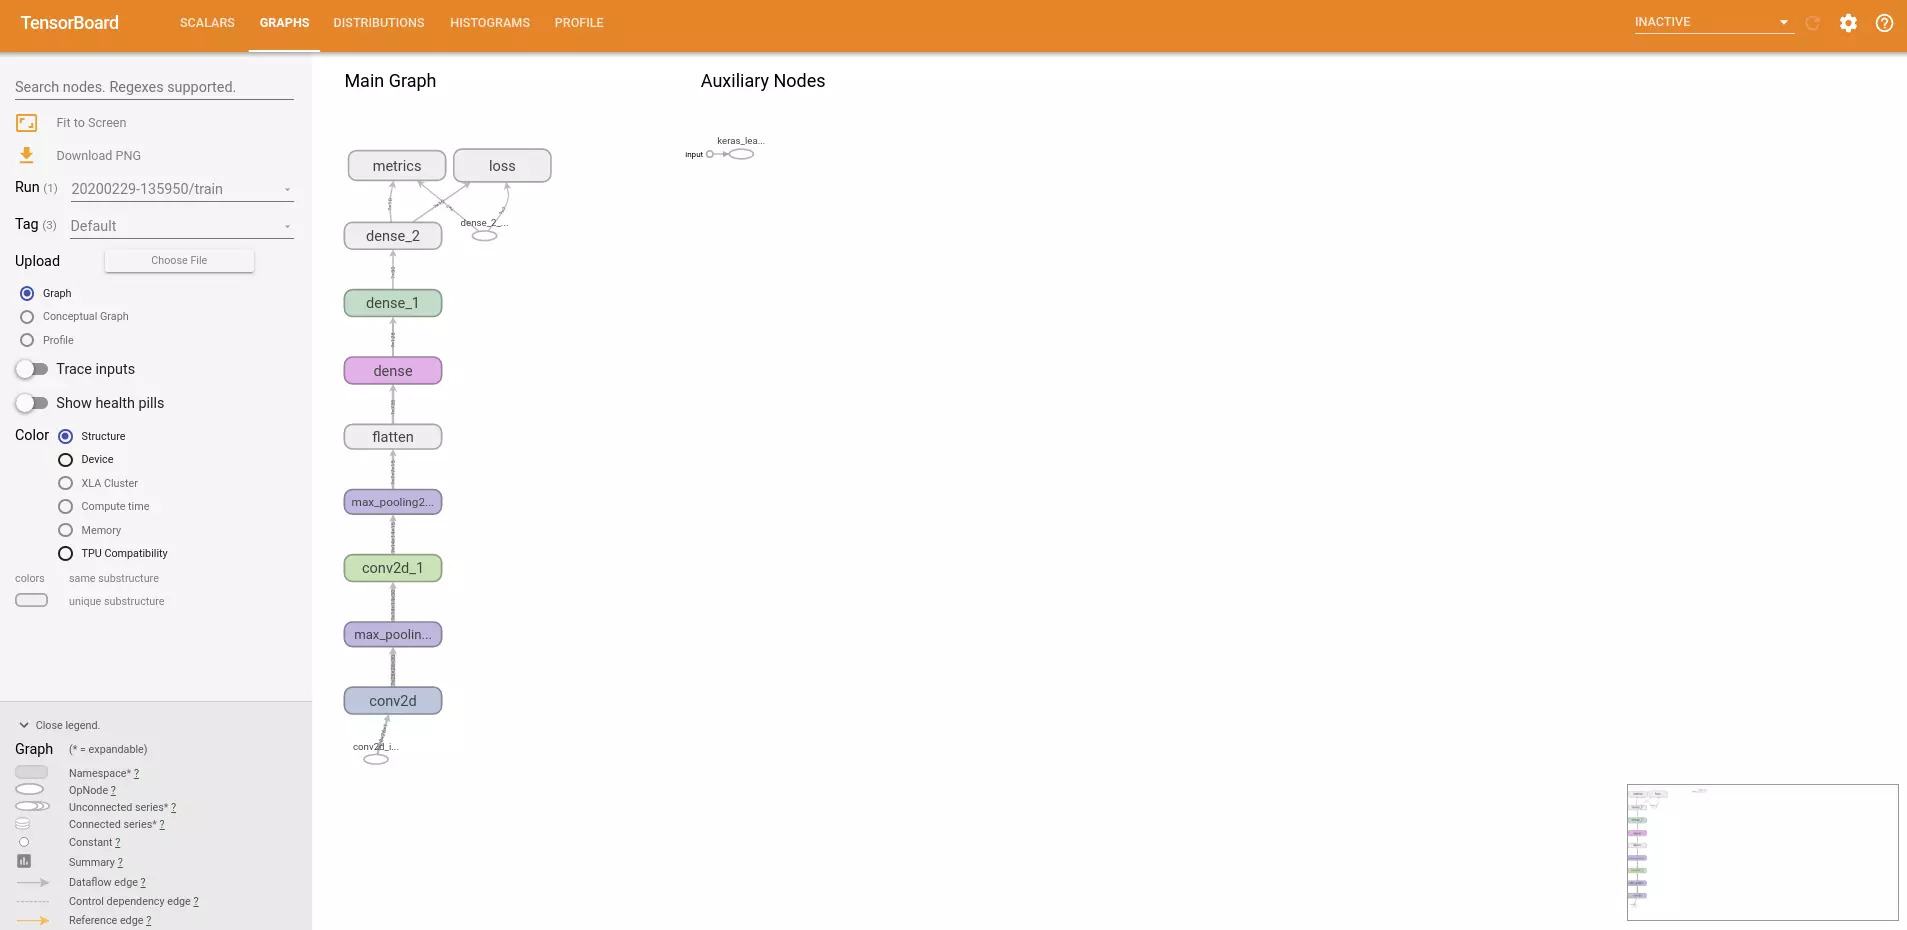 TensorBoard SCALARS GRAPHS DISTRIBUTIONS HISTOGRAMS PROFILE INACTIVE
Search nodes. Regexes supported.
Fit to Screen
Download PNG
Run (1) 20200229-135950/train
Tag (3) Default
Upload Choose File
Graph
Conceptual Graph
Profile
Trace inputs
Show health pills
Color Structure
Device
XLA Cluster
Compute time
Memory
TPU Compatibility
colors same substructure
unique substructure
Close legend.
Graph (* = expandable)
Namespace* ?
OpNode ?
Unconnected series* ?
Connected series* ?
Constant ?
Summary ?
Dataflow edge ?
Control dependency edge ?
Reference edge ?
Main Graph
metrics loss
dense_2_...
dense_2
dense_1
dense
flatten
max_pooling2...
conv2d_1
max_poolin...
conv2d
conv2d_i...
Auxiliary Nodes
keras_lea...
input